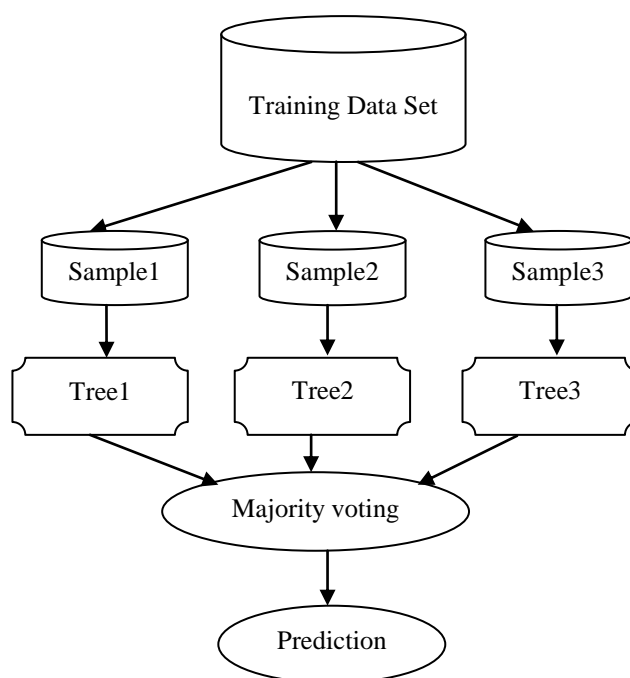 Training Data Set
Sample1
Sample2
Sample3
Tree1
Tree2
Tree3
Majority voting
Prediction